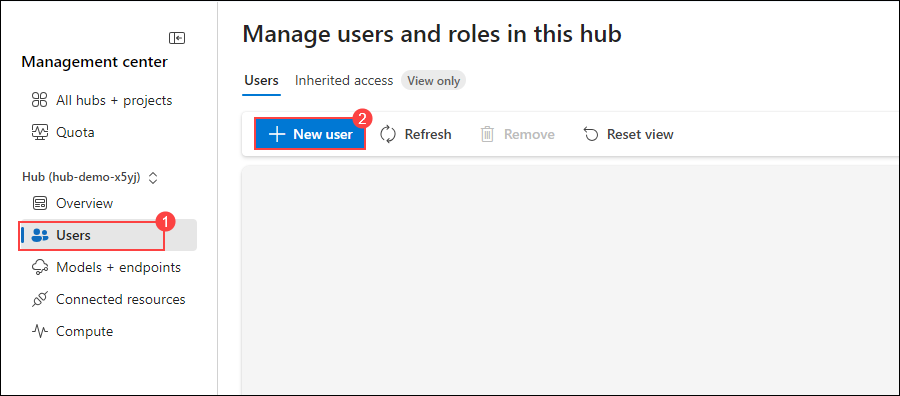 Management center
All hubs + projects
Quota
Hub (hub-demo-x5yj)
Overview
1
Users
Models + endpoints
Connected resources
Compute
Manage users and roles in this hub
Users Inherited access View only
2
New user Refresh Remove Reset view